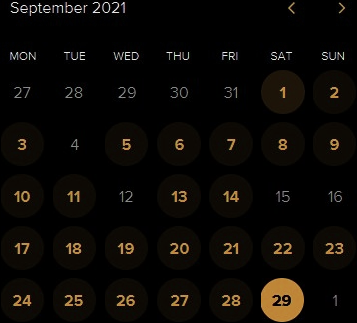 September 2021
MON TUE WED THU FRI SAT SUN
27 28 29 30 31 1 2
3 4 5 6 7 8 9
10 11 12 13 14 15 16
17 18 19 20 21 22 23
24 25 26 27 28 29 1